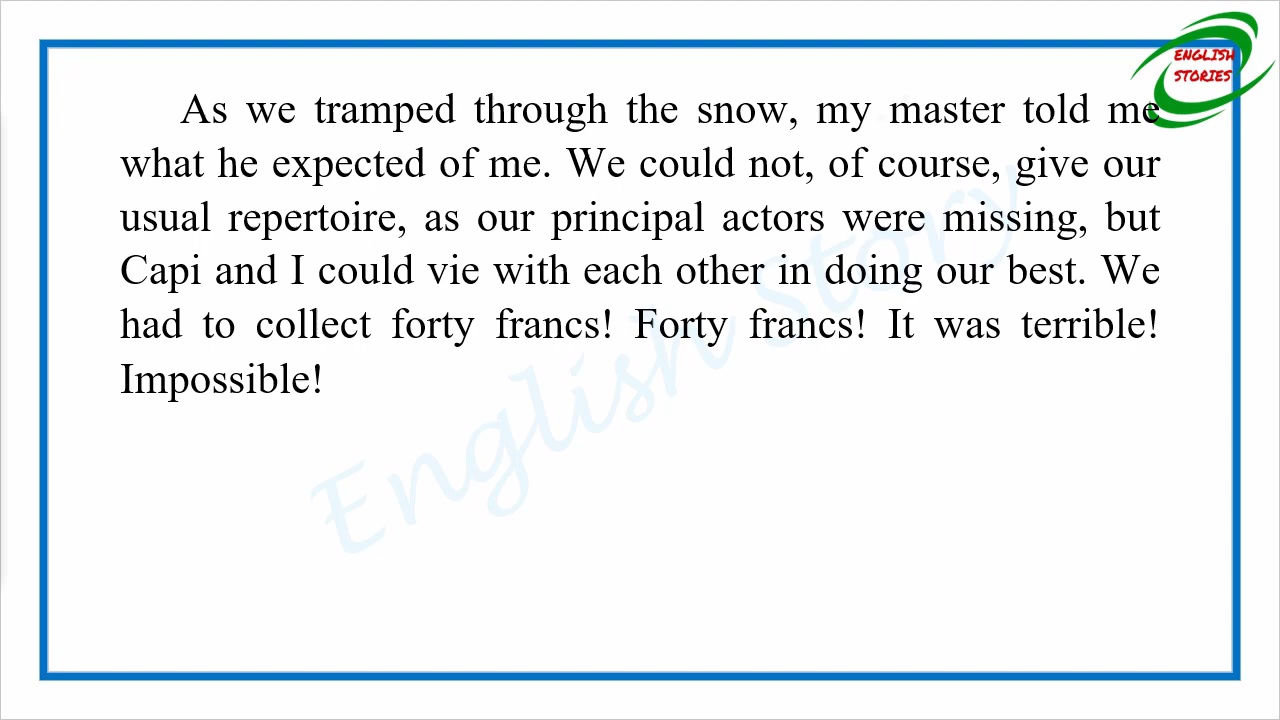 ENGLISH
STORIES
As we tramped through the snow, my master told me
what he expected of me. We could not, of course, give our
usual repertoire, as our principal actors were missing, but
Capi and I could vie with each other in doing our best. We
had to collect forty francs! Forty francs! It was terrible!
Impossible!
English Story